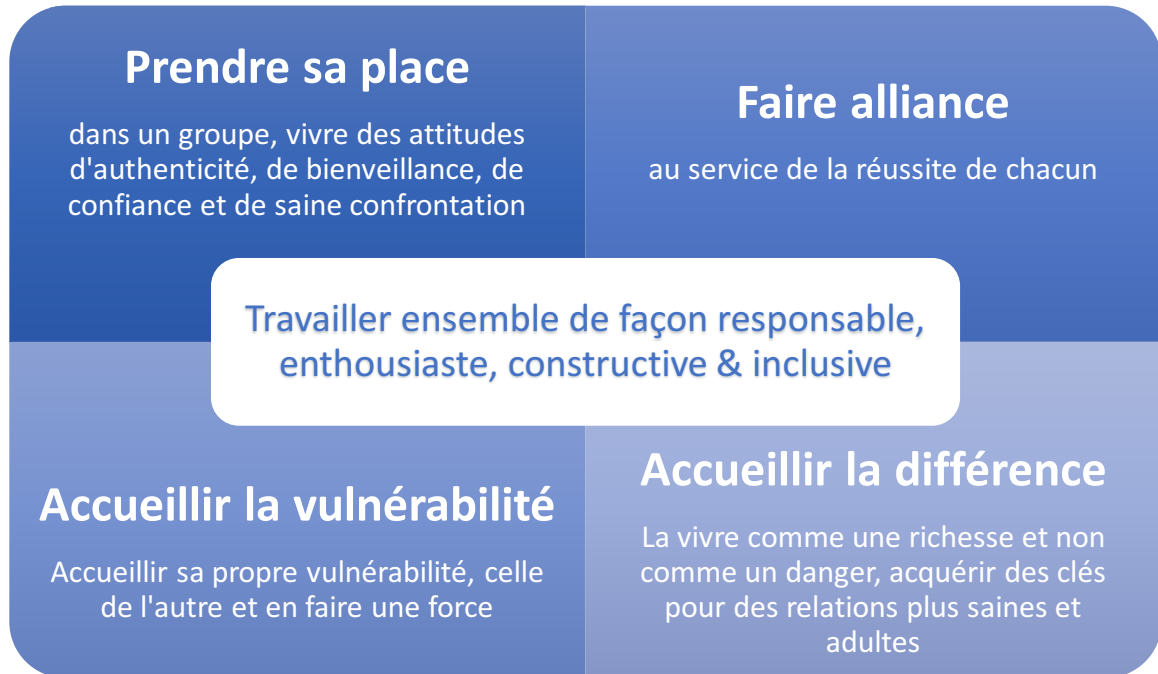 Prendre sa place
dans un groupe, vivre des attitudes
d'authenticité, de bienveillance, de
confiance et de saine confrontation
Faire alliance
au service de la réussite de chacun
Travailler ensemble de façon responsable,
enthousiaste, constructive & inclusive
Accueillir la vulnérabilité
Accueillir sa propre vulnérabilité, celle
de l'autre et en faire une force
Accueillir la différence
La vivre comme une richesse et non
comme un danger, acquérir des clés
pour des relations plus saines et
adultes